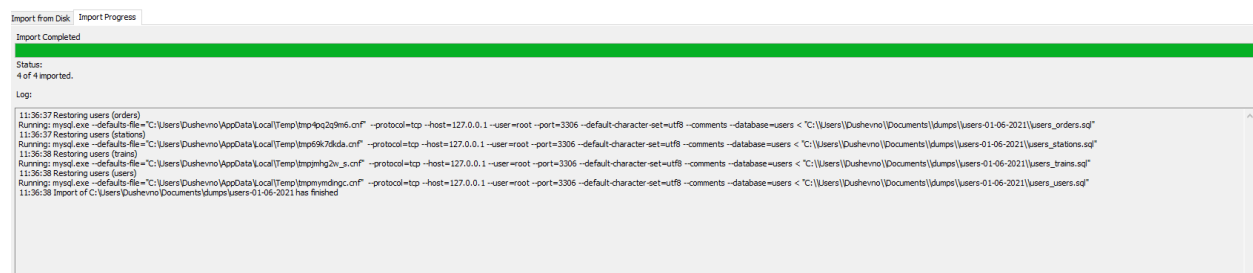 Import from Disk Import Progress
Import Completed
Status:
4 of 4 imported.
Log:
11:36:37 Restoring users (orders)
Running: mysql.exe --defaults-file="C:\Users\Dushevno\AppData\Local\Temp\tmp4pq2q9m6.cnf" --protocol=tcp --host=127.0.0.1 --user=root --port=3306 --default-character-set=utf8 --comments --database=users < "C:\\Users\\Dushevno\\Documents\\dumps\\users-01-06-2021\\users_orders.sql"
11:36:37 Restoring users (stations)
Running: mysql.exe --defaults-file="C:\Users\Dushevno\AppData\Local\Temp\tmp69k7dkda.cnf" --protocol=tcp --host=127.0.0.1 --user=root --port=3306 --default-character-set=utf8 --comments --database=users < "C:\\Users\\Dushevno\\Documents\\dumps\\users-01-06-2021\\users_stations.sql"
11:36:38 Restoring users (trains)
Running: mysql.exe --defaults-file="C:\Users\Dushevno\AppData\Local\Temp\tmpjmhg2w_s.cnf" --protocol=tcp --host=127.0.0.1 --user=root --port=3306 --default-character-set=utf8 --comments --database=users < "C:\\Users\\Dushevno\\Documents\\dumps\\users-01-06-2021\\users_trains.sql"
11:36:38 Restoring users (users)
Running: mysql.exe --defaults-file="C:\Users\Dushevno\AppData\Local\Temp\tmpmymdingc.cnf" --protocol=tcp --host=127.0.0.1 --user=root --port=3306 --default-character-set=utf8 --comments --database=users < "C:\\Users\\Dushevno\\Documents\\dumps\\users-01-06-2021\\users_users.sql"
11:36:38 Import of C:\Users\Dushevno\Documents\dumps\users-01-06-2021 has finished